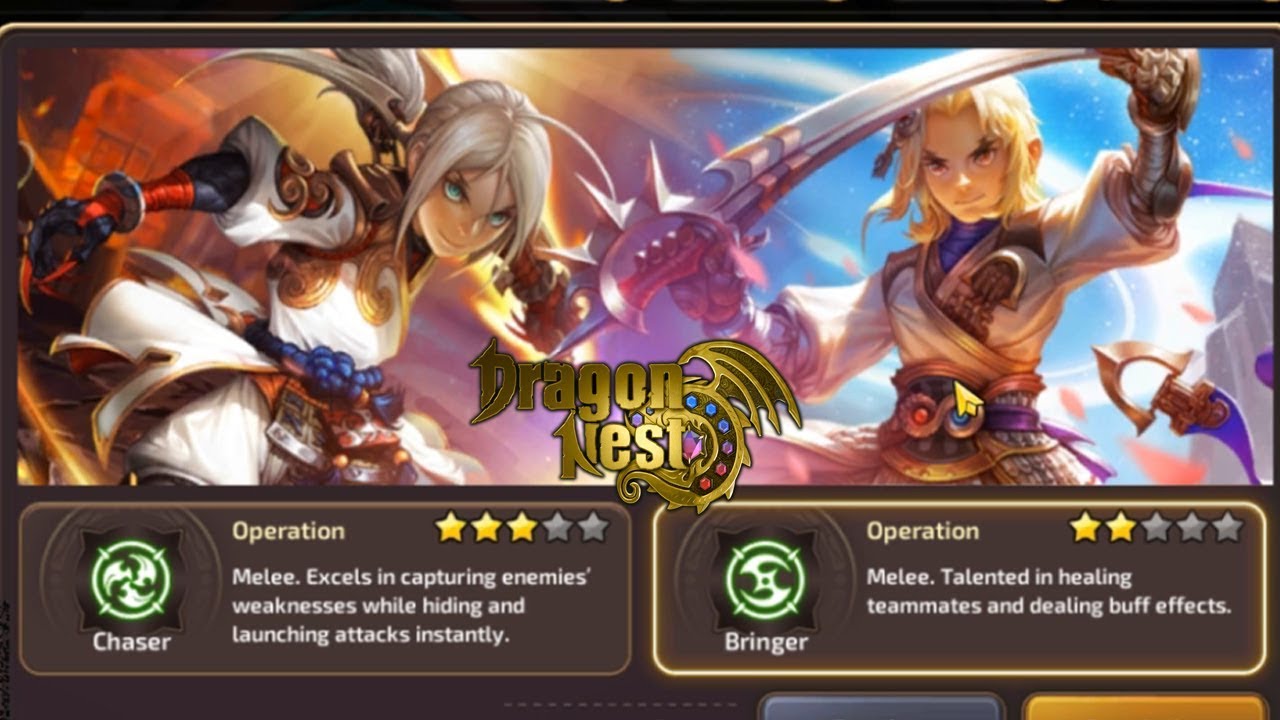 Dragon
Nest
Operation
Melee. Excels in capturing enemies'
weaknesses while hiding and
launching attacks instantly.
Chaser
Operation
Melee. Talented in healing
teammates and dealing buff effects.
Bringer